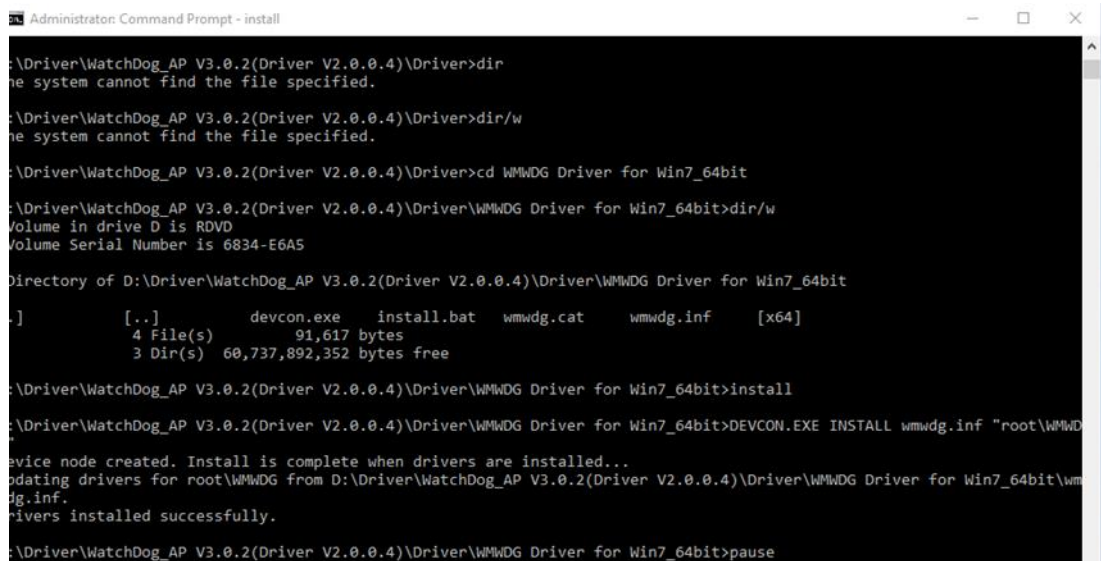 Administrator: Command Prompt - install
:\Driver\WatchDog_AP V3.0.2(Driver V2.0.0.4)\Driver>dir
he system cannot find the file specified.
:\Driver\WatchDog_AP V3.0.2(Driver V2.0.0.4)\Driver>dir/w
he system cannot find the file specified.
:\Driver\WatchDog_AP V3.0.2(Driver V2.0.0.4)\Driver>cd WMWDG Driver for Win7_64bit
:\Driver\WatchDog_AP V3.0.2(Driver V2.0.0.4)\Driver\WMWDG Driver for Win7_64bit>dir/w
Volume in drive D is RDVD
Volume Serial Number is 6834-E6A5
Directory of D:\Driver\WatchDog_AP V3.0.2(Driver V2.0.0.4)\Driver\WMWDG Driver for Win7_64bit
.] [..] devcon.exe install.bat wmwdg.cat wmwdg.inf [x64]
4 File(s) 91,617 bytes
3 Dir(s) 60,737,892,352 bytes free
:\Driver\WatchDog_AP V3.0.2(Driver V2.0.0.4)\Driver\WMWDG Driver for Win7_64bit>install
:\Driver\WatchDog_AP V3.0.2(Driver V2.0.0.4)\Driver\WMWDG Driver for Win7_64bit>DEVCON.EXE INSTALL wmwdg.inf "root\WMWD
"
evice node created. Install is complete when drivers are installed...
pdating drivers for root\WMWDG from D:\Driver\WatchDog_AP V3.0.2(Driver V2.0.0.4)\Driver\WMWDG Driver for Win7_64bit\wm
dg.inf.
rivers installed successfully.
:\Driver\WatchDog_AP V3.0.2(Driver V2.0.0.4)\Driver\WMWDG Driver for Win7_64bit>pause